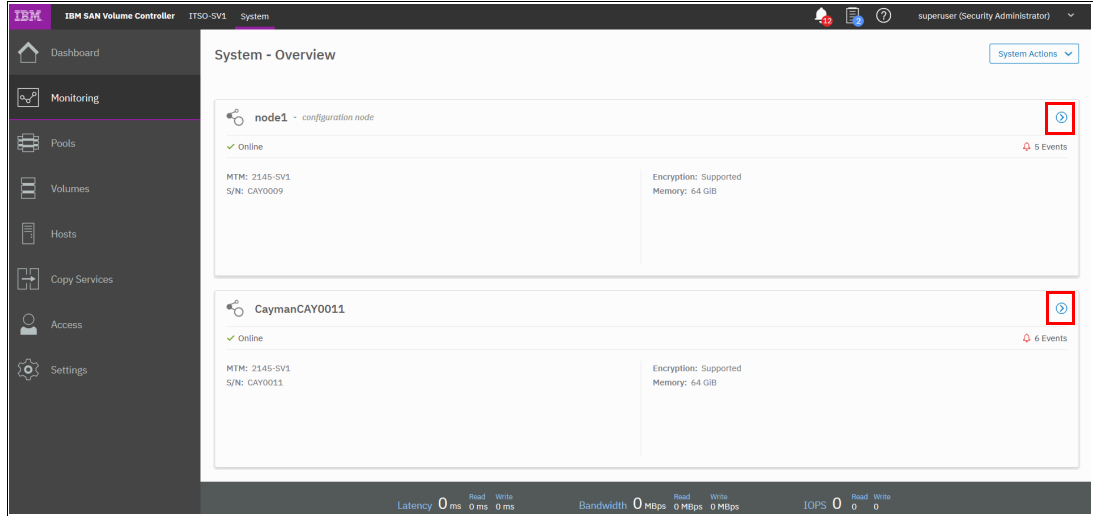 IBM IBM SAN Volume Controller ITSO-SV1 System 12 2 ? superuser (Security Administrator)
Dashboard
Monitoring
Pools
Volumes
Hosts
Copy Services
Access
Settings
System - Overview
System Actions
node1 - configuration node
Online
5 Events
MTM: 2145-SV1
S/N: CAY0009
Encryption: Supported
Memory: 64 GiB
CaymanCAY0011
Online
6 Events
MTM: 2145-SV1
S/N: CAY0011
Encryption: Supported
Memory: 64 GiB
Latency 0 ms Read 0 ms Write 0 ms
Bandwidth 0 MBps Read 0 MBps Write 0 MBps
IOPS 0 Read 0 Write 0